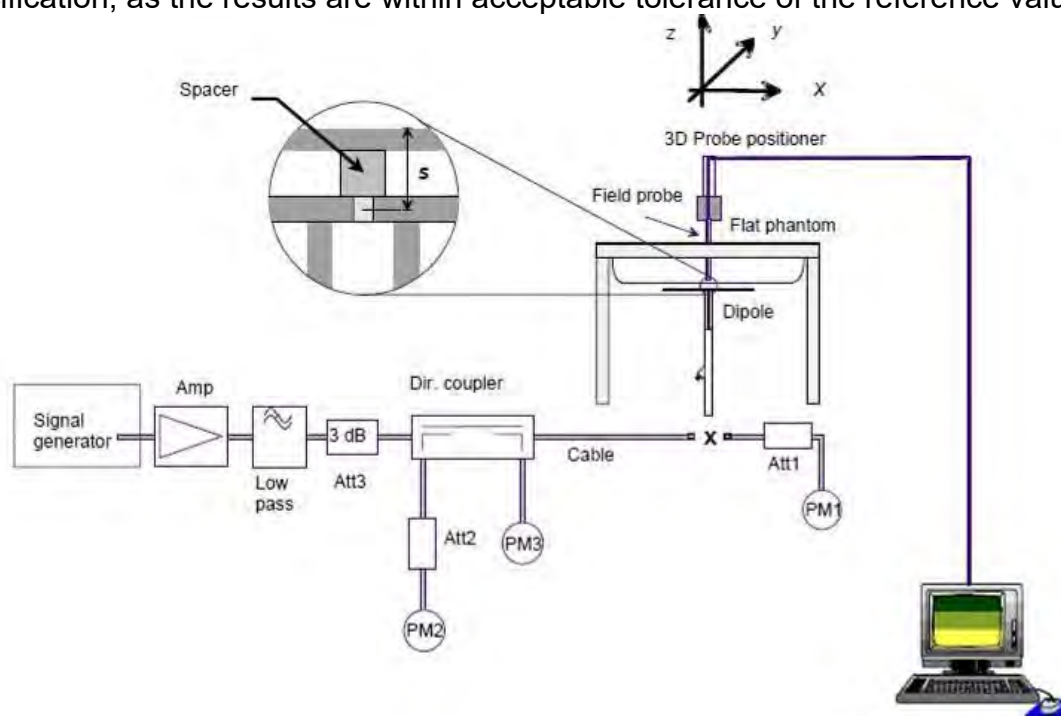 ification, as the results are within acceptable tolerance of the reference val
z
y
x
Spacer
s
3D Probe positioner
Field probe
Flat phantom
Dipole
Dir. coupler
Amp
Signal
generator
3 dB
Cable
x
Low
pass
Att3
Att1
PM1
Att2
PM3
PM2